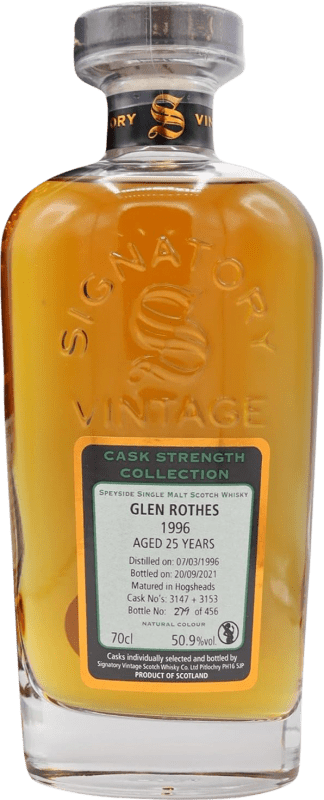 ORY S VIN
SIGNATORY
S
VINTAGE
CASK STRENGTH
COLLECTION
SPEYSIDE SINGLE MALT SCOTCH WHISKY
GLEN ROTHES
1996
AGED 25 YEARS
Distilled on: 07/03/1996
Bottled on: 20/09/2021
Matured in Hogsheads
Cask No's: 3147 + 3153
Bottle No: 279 of 456
NATURAL COLOUR
70cl 50.9%vol.
Casks individually selected and bottled by
Signatory Vintage Scotch Whisky Co. Ltd Pitlochry PH16 5JP
PRODUCT OF SCOTLAND